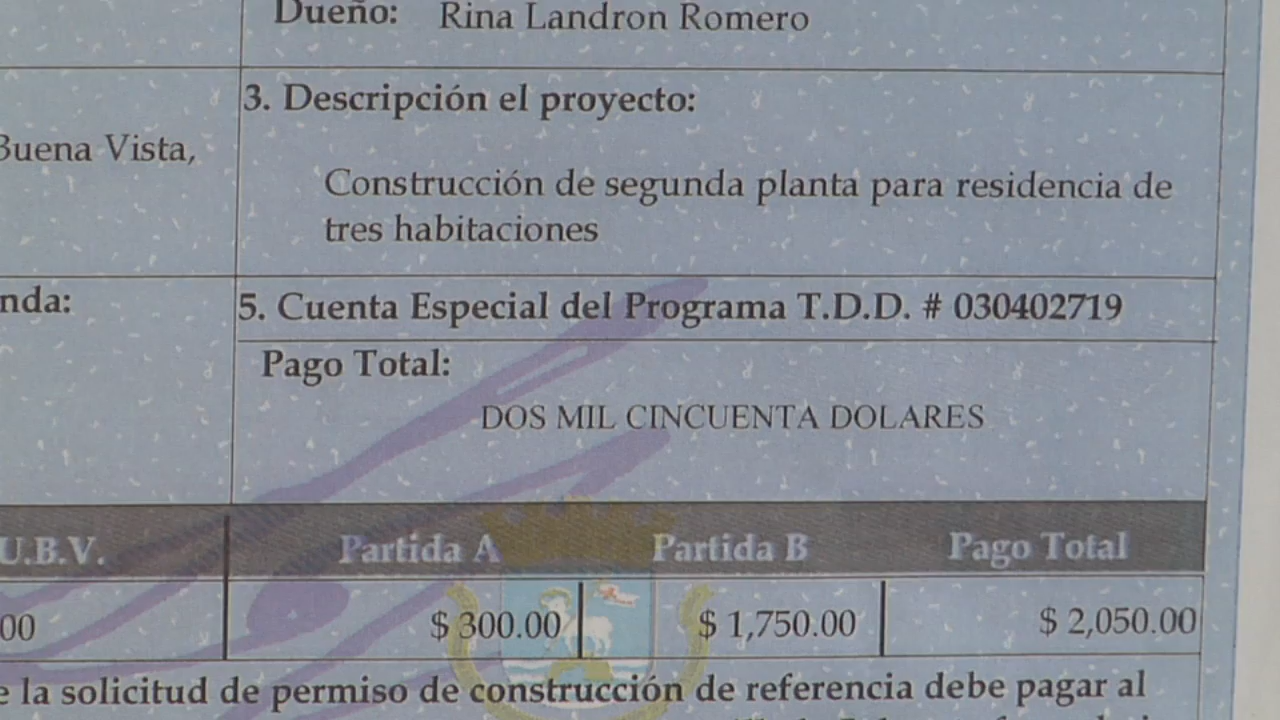 Dueño: Rina Landron Romero
3. Descripción el proyecto:
Buena Vista,
Construcción de segunda planta para residencia de
tres habitaciones
nda:
5. Cuenta Especial del Programa T.D.D. # 030402719
Pago Total:
DOS MIL CINCUENTA DOLARES
U.B.V. Partida A Partida B Pago Total
00 $ 300.00 $ 1,750.00 $ 2,050.00
e la solicitud de permiso de construcción de referencia debe pagar al